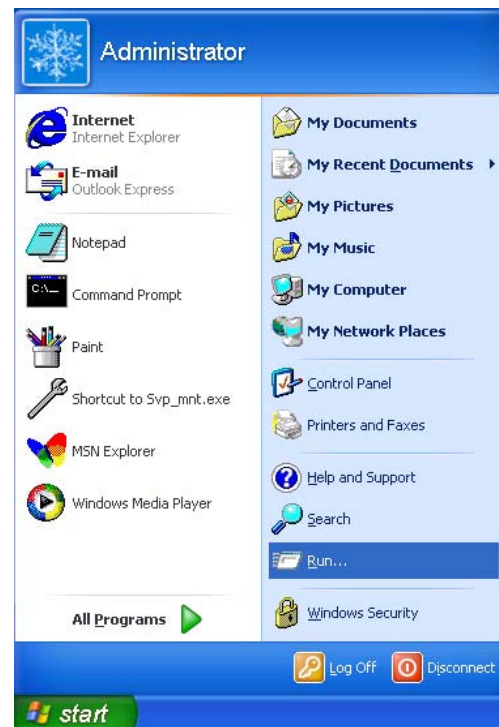 Administrator
Internet
Internet Explorer
E-mail
Outlook Express
Notepad
C:\_
Command Prompt
Paint
Shortcut to Svp_mnt.exe
MSN Explorer
Windows Media Player
All Programs
My Documents
My Recent Documents
My Pictures
My Music
My Computer
My Network Places
Control Panel
Printers and Faxes
Help and Support
Search
Run...
Windows Security
Log Off
Disconnect
start